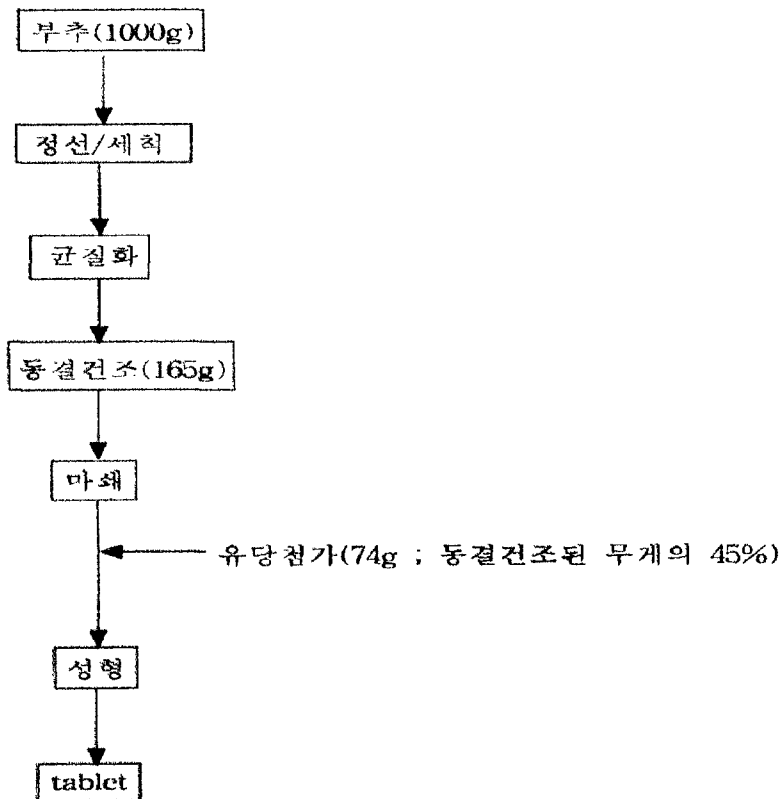 부추(1000g)
정선/세척
균질화
동결건조(165g)
마쇄
유당첨가(74g ; 동결건조된 무게의 45%)
성형
tablet